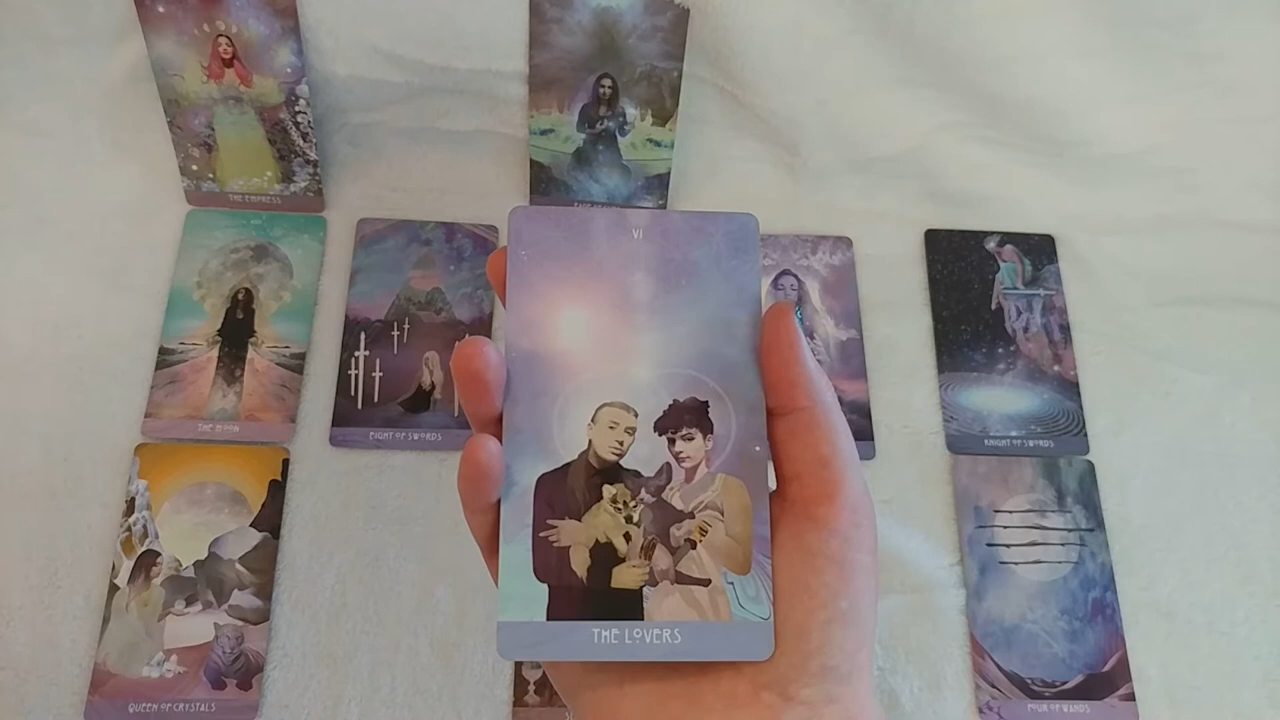 THE EMPRESS
VI
THE MOON
EIGHT OF SWORDS
KNIGHT OF SWORDS
THE LOVERS
QUEEN OF CRYSTALS
FOUR OF WANDS